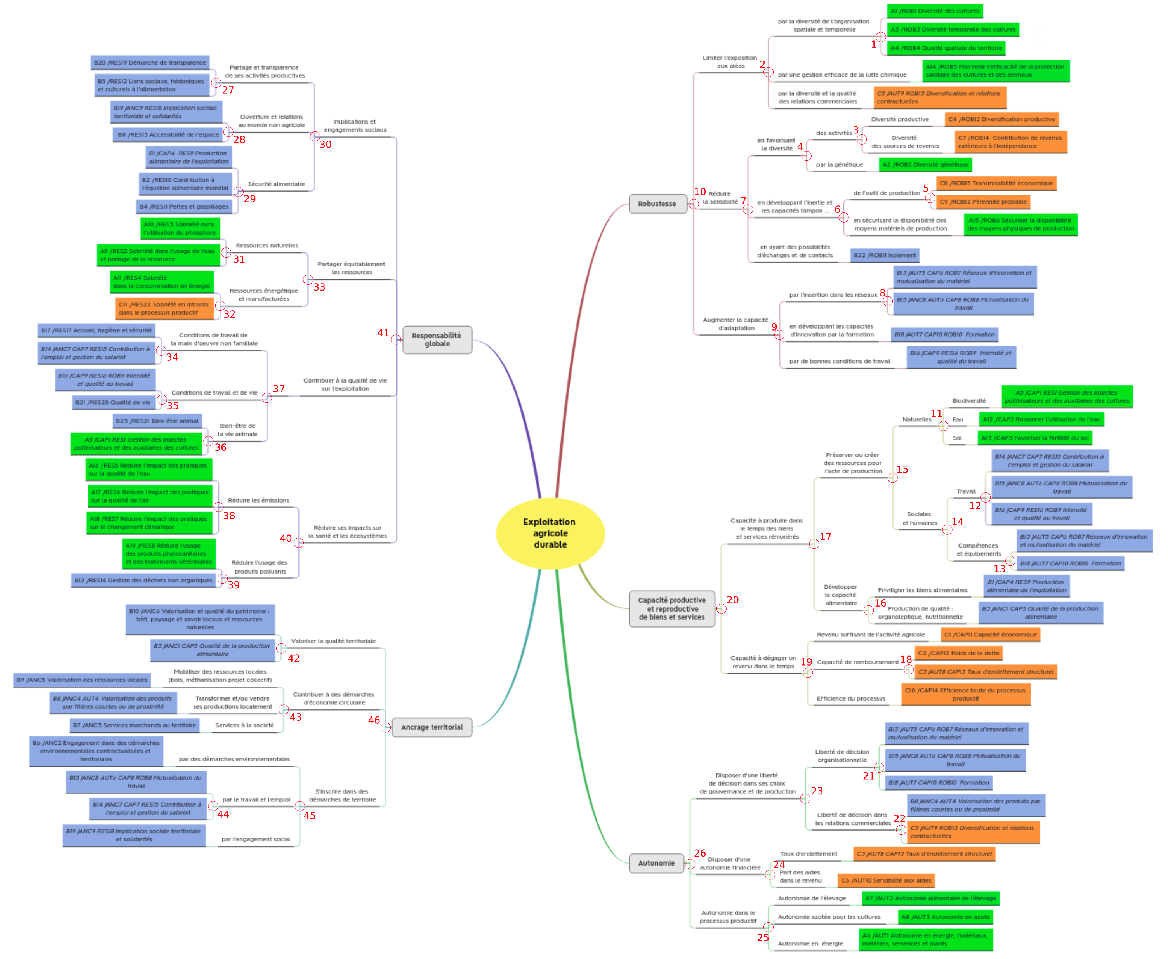 Exploitation
agricole
durable
Robustesse
10
Limiter l'exposition
aux aléas
2
par la diversité de l'organisation
spatiale et temporelle
1
A1 /ROB1 Diversité des cultures
A3 /ROB3 Diversité temporelle des cultures
A4 /ROB4 Qualité spatiale du territoire
par une gestion efficace de la lutte chimique
A14 /ROB5 Maintenir l'efficacité de la protection
sanitaire des cultures et des animaux
par la diversité et la qualité
des relations commerciales
C5 /AUT9 ROB13 Diversification et relations
contractuelles
Réduire
la sensibilité
7
en favorisant
la diversité
4
des activités
3
Diversité productive
C4 /ROB12 Diversification productive
Diversité
des sources de revenus
C7 /ROB14 Contribution de revenus
extérieurs à l'indépendance
par la génétique
A2 /ROB2 Diversité génétique
en développant l'inertie et
les capacités tampon ...
6
de l'outil de production
5
C8 /ROB15 Transmissibilité économique
C9 /ROB16 Pérennité probable
en sécurisant la disponibilité des
moyens matériels de production
A15 /ROB6 Sécuriser la disponibilité
des moyens physiques de production
en ayant des possibilités
d'échanges et de contacts
B22 /ROB11 Isolement
Augmenter la capacité
d'adaptation
9
par l'insertion dans les réseaux
8
B13 /AUT5 CAP6 ROB7 Réseaux d'innovation et
mutualisation du matériel
B15 /ANC8 AUT6 CAP8 ROB8 Mutualisation du
travail
en développant les capacités
d'innovation par la formation
B18 /AUT7 CAP10 ROB10 Formation
par de bonnes conditions de travail
B16 /CAP9 RES16 ROB9 Intensité et
qualité du travail
Capacité productive
et reproductive
de biens et services
20
Capacité à produire dans
le temps des biens
et services rémunérés
17
Préserver ou créer
des ressources pour
l'acte de production
15
Naturelles
11
Biodiversité
A5 /CAP1 RES1 Gestion des insectes
pollinisateurs et des auxiliaires des cultures
Eau
A12 /CAP2 Raisonner l'utilisation de l'eau
Sol
A13 /CAP3 Favoriser la fertilité du sol
Sociales
et humaines
14
Travail
12
B14 /ANC7 CAP7 RES15 Contribution à
l'emploi et gestion du salariat
B15 /ANC8 AUT6 CAP8 ROB8 Mutualisation du
travail
B16 /CAP9 RES16 ROB9 Intensité
et qualité au travail
Compétences
et équipements
13
B13 /AUT5 CAP6 ROB7 Réseaux d'innovation
et mutualisation du matériel
B18 /AUT7 CAP10 ROB10 Formation
Développer
la capacité
alimentaire
16
Privilégier les biens alimentaires
B1 /CAP4 RES9 Production
alimentaire de l'exploitation
Production de qualité :
organoleptique, nutritionnelle
B3 /ANC1 CAP5 Qualité de la production
alimentaire
Capacité à dégager un
revenu dans le temps
19
Revenu suffisant de l'activité agricole
C1 /CAP11 Capacité économique
Capacité de remboursement
18
C2 /CAP12 Poids de la dette
C3 /AUT8 CAP13 Taux d'endettement structurel
Efficience du processus
C10 /CAP14 Efficience brute du processus
productif
Autonomie
26
Disposer d'une liberté
de décision dans ses choix
de gouvernance et de production
23
Liberté de décision
organisationnelle
21
B13 /AUT5 CAP6 ROB7 Réseaux d'innovation et
mutualisation du matériel
B15 /ANC8 AUT6 CAP8 ROB8 Mutualisation du
travail
B18 /AUT7 CAP10 ROB10 Formation
Liberté de décision dans
les relations commerciales
22
B8 /ANC4 AUT4 Valorisation des produits par
filières courtes ou de proximité
C5 /AUT9 ROB13 Diversification et relations
contractuelles
Disposer d'une
autonomie financière
24
Taux d'endettement
C3 /AUT8 CAP13 Taux d'endettement structurel
Part des aides
dans le revenu
C6 /AUT10 Sensibilité aux aides
Autonomie dans le
processus productif
25
Autonomie de l'élevage
A7 /AUT2 Autonomie alimentaire de l'élevage
Autonomie azotée pour les cultures
A8 /AUT3 Autonomie en azote
Autonomie en énergie
A6 /AUT1 Autonomie en énergie, matériaux,
matériels, semences et plants
Responsabilité
globale
41
Implications et
engagements sociaux
30
Partage et transparence
de ses activités productives
27
B20 /RES19 Démarche de transparence
B5 /RES12 Liens sociaux, hédoniques
et culturels à l'alimentation
Ouverture et relations
au monde non agricole
28
B19 /ANC9 RES18 Implication sociale
territoriale et solidarités
B8 /RES13 Accessibilité de l'espace
Sécurité alimentaire
29
B1 /CAP4 RES9 Production
alimentaire de l'exploitation
B2 /RES10 Contribution à
l'équilibre alimentaire mondial
B4 /RES11 Pertes et gaspillages
Partager équitablement
les ressources
33
Ressources naturelles
31
A10 /RES3 Sobriété dans
l'utilisation du phosphore
A9 /RES2 Sobriété dans l'usage de l'eau
et partage de la ressource
Ressources énergétique
et manufacturées
32
A11 /RES4 Sobriété
dans la consommation en énergie
C11 /RES22 Sobriété en intrants
dans le processus productif
Contribuer à la qualité de vie
sur l'exploitation
37
Conditions de travail de
la main d'oeuvre non familiale
34
B17 /RES17 Accueil, hygiène et sécurité
B14 /ANC7 CAP7 RES15 Contribution à
l'emploi et gestion du salariat
Conditions de travail et de vie
35
B16 /CAP9 RES16 ROB9 Intensité
et qualité au travail
B21 /RES20 Qualité de vie
Bien-être de
la vie animale
36
B23 /RES21 Bien-être animal
A5 /CAP1 RES1 Gestion des insectes
pollinisateurs et des auxiliaires des cultures
Réduire ses impacts sur
la santé et les écosystèmes
40
Réduire les émissions
38
A16 /RES5 Réduire l'impact des pratiques
sur la qualité de l'eau
A17 /RES6 Réduire l'impact des pratiques
sur la qualité de l'air
A18 /RES7 Réduire l'impact des pratiques
sur le changement climatique
Réduire l'usage des
produits polluants
39
A19 /RES8 Réduire l'usage
des produits phytosanitaires
et des traitements vétérinaires
B12 /RES14 Gestion des déchets non organiques
Ancrage territorial
46
Valoriser la qualité territoriale
42
B10 /ANC6 Valorisation et qualité du patrimoine :
bâti, paysage et savoir locaux et ressources
naturelles
B3 /ANC1 CAP5 Qualité de la production
alimentaire
Contribuer à des démarches
d'économie circulaire
43
Mobiliser des ressources locales
(bois, méthanisation projet collectif)
B9 /ANC5 Valorisation des ressources locales
Transformer et/ou vendre
ses productions localement
B8 /ANC4 AUT4 Valorisation des produits
par filières courtes ou de proximité
Services à la société
B7 /ANC3 Services marchands au territoire
S'inscrire dans des
démarches de territoire
45
par des démarches environnementales
B6 /ANC2 Engagement dans des démarches
environnementales contractualisées et
territoriales
par le travail et l'emploi
44
B15 /ANC8 AUT6 CAP8 ROB8 Mutualisation du
travail
B14 /ANC7 CAP7 RES15 Contribution à
l'emploi et gestion du salariat
par l'engagement social
B19 /ANC9 RES18 Implication sociale territoriale
et solidarités